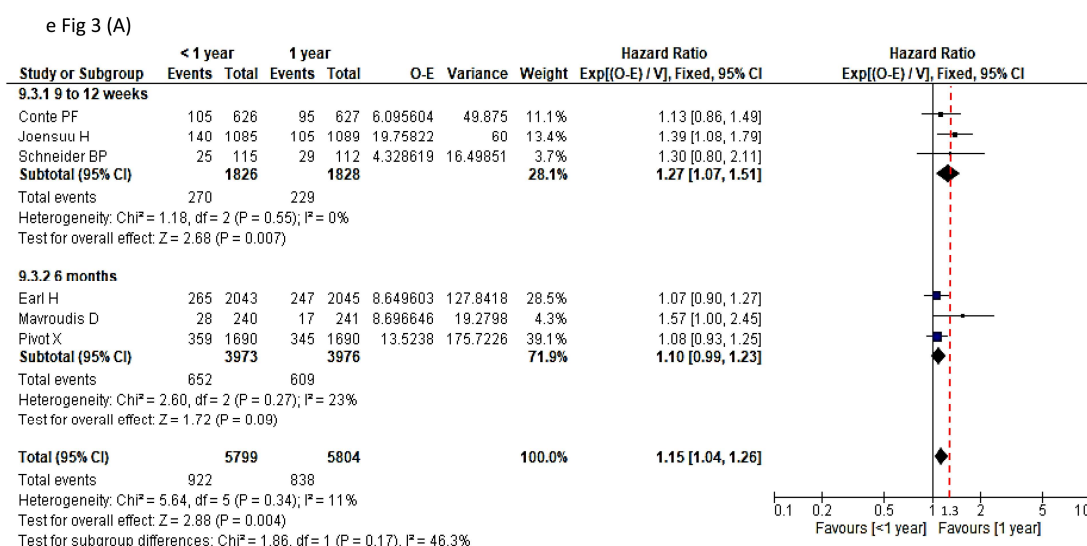 e Fig 3 (A)
< 1 year 1 year Hazard Ratio Hazard Ratio
Study or Subgroup Events Total Events Total O-E Variance Weight Exp[(O-E) / V], Fixed, 95% CI Exp[(O-E) / V], Fixed, 95% CI
9.3.1 9 to 12 weeks
Conte PF 105 626 95 627 6.095604 49.875 11.1% 1.13 [0.86, 1.49]
Joensuu H 140 1085 105 1089 19.75822 60 13.4% 1.39 [1.08, 1.79]
Schneider BP 25 115 29 112 4.328619 16.49851 3.7% 1.30 [0.80, 2.11]
Subtotal (95% CI) 1826 1828 28.1% 1.27 [1.07, 1.51]
Total events 270 229
Heterogeneity: Chi² = 1.18, df = 2 (P = 0.55); I² = 0%
Test for overall effect: Z = 2.68 (P = 0.007)
9.3.2 6 months
Earl H 265 2043 247 2045 8.649603 127.8418 28.5% 1.07 [0.90, 1.27]
Mavroudis D 28 240 17 241 8.696646 19.2798 4.3% 1.57 [1.00, 2.45]
Pivot X 359 1690 345 1690 13.5238 175.7226 39.1% 1.08 [0.93, 1.25]
Subtotal (95% CI) 3973 3976 71.9% 1.10 [0.99, 1.23]
Total events 652 609
Heterogeneity: Chi² = 2.60, df = 2 (P = 0.27); I² = 23%
Test for overall effect: Z = 1.72 (P = 0.09)
Total (95% CI) 5799 5804 100.0% 1.15 [1.04, 1.26]
Total events 922 838
Heterogeneity: Chi² = 5.64, df = 5 (P = 0.34); I² = 11%
Test for overall effect: Z = 2.88 (P = 0.004)
Test for subgroup differences: Chi² = 1.86, df = 1 (P = 0.17), I² = 46.3%
0.1 0.2 0.5 1 1.3 2 5 10
Favours [<1 year] Favours [1 year]